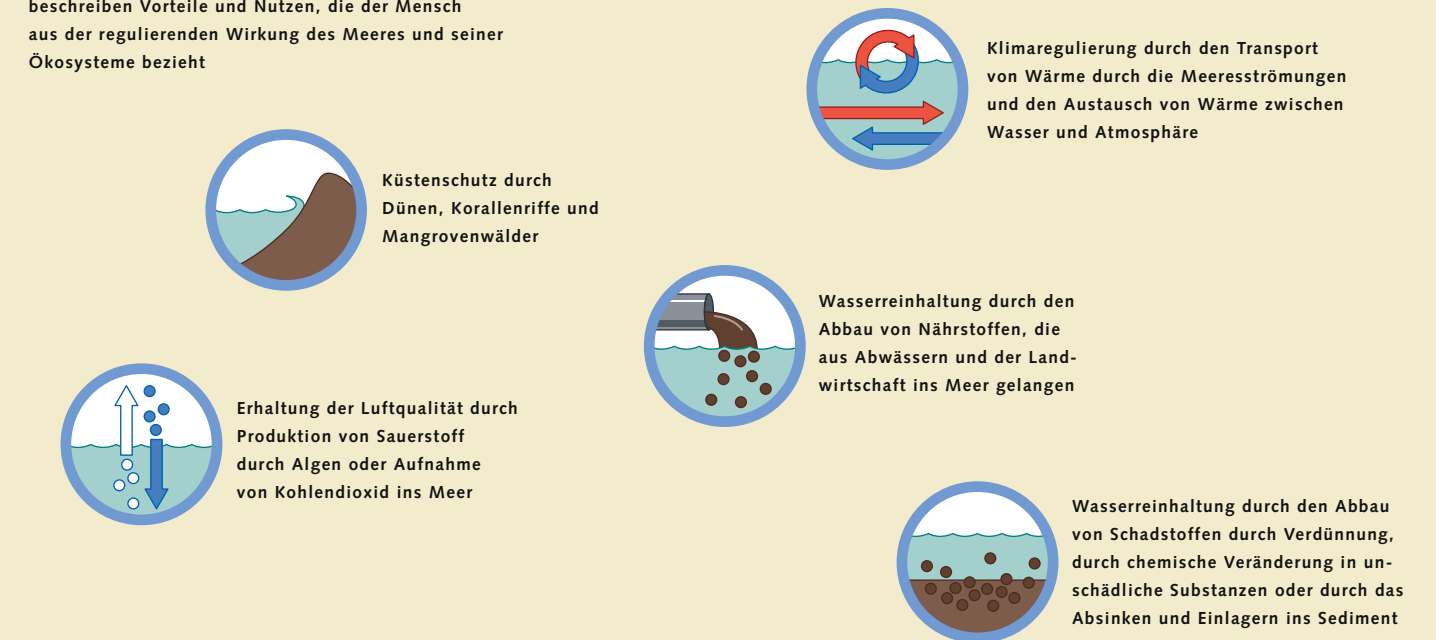 beschreiben Vorteile und Nutzen, die der Mensch
aus der regulierenden Wirkung des Meeres und seiner
Ökosysteme bezieht
Klimaregulierung durch den Transport
von Wärme durch die Meeresströmungen
und den Austausch von Wärme zwischen
Wasser und Atmosphäre
Küstenschutz durch
Dünen, Korallenriffe und
Mangrovenwälder
Wasserreinhaltung durch den
Abbau von Nährstoffen, die
aus Abwässern und der Land-
wirtschaft ins Meer gelangen
Erhaltung der Luftqualität durch
Produktion von Sauerstoff
durch Algen oder Aufnahme
von Kohlendioxid ins Meer
Wasserreinhaltung durch den Abbau
von Schadstoffen durch Verdünnung,
durch chemische Veränderung in un-
schädliche Substanzen oder durch das
Absinken und Einlagern ins Sediment